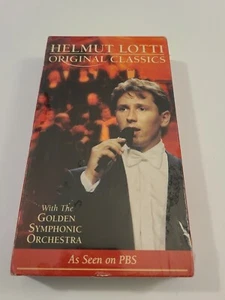 HELMUT LOTTI
ORIGINAL CLASSICS
With The
GOLDEN
SYMPHONIC
ORCHESTRA
As Seen on PBS